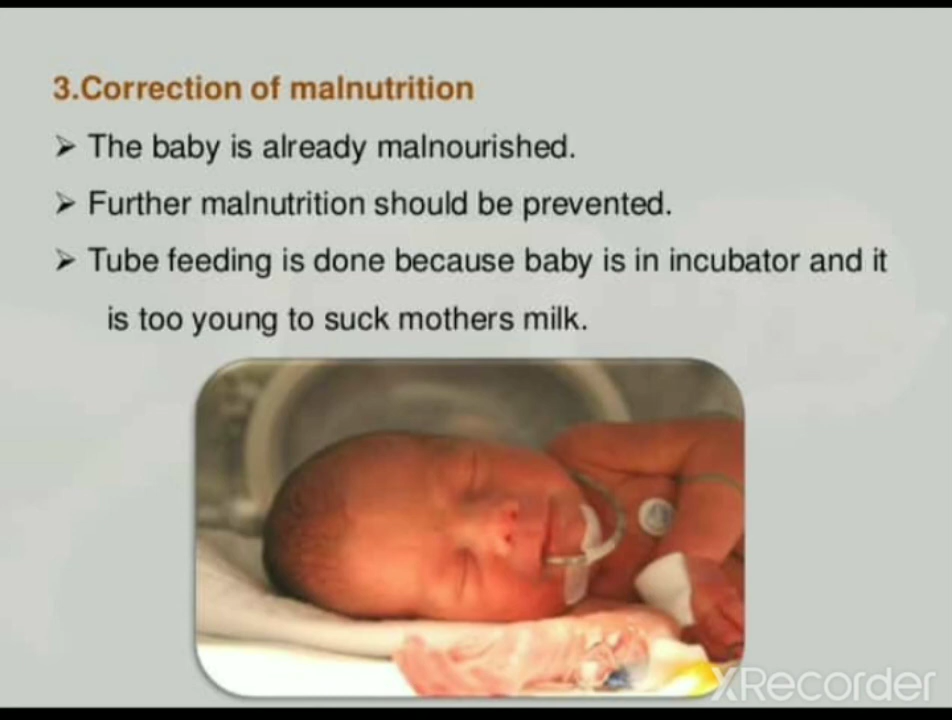 3.Correction of malnutrition
➢ The baby is already malnourished.
➢ Further malnutrition should be prevented.
➢ Tube feeding is done because baby is in incubator and it
is too young to suck mothers milk.
XRecorder